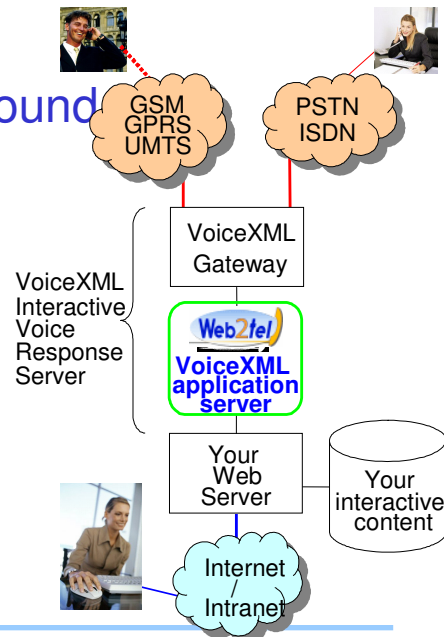 ound
GSM
GPRS
UMTS
PSTN
ISDN
VoiceXML
Gateway
VoiceXML
Interactive
Voice
Response
Server
Web2tel
VoiceXML
application
server
Your
Web
Server
Your
interactive
content
Internet
/
Intranet